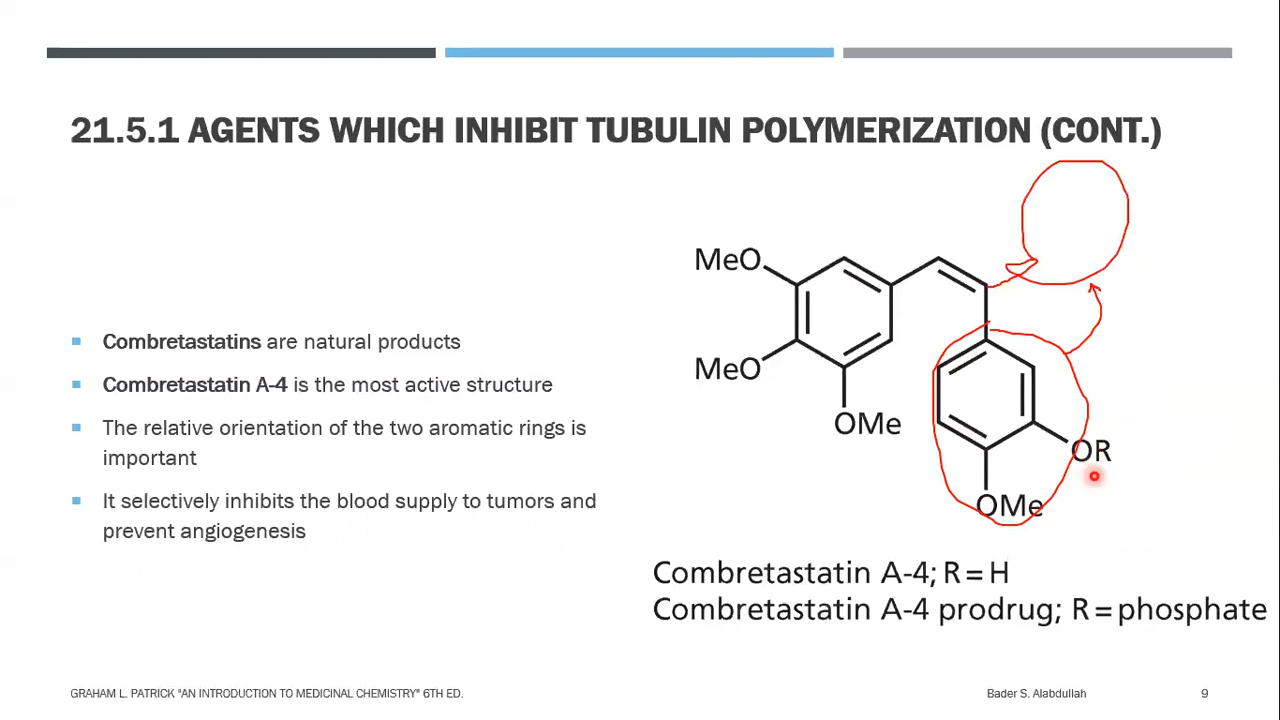 21.5.1 AGENTS WHICH INHIBIT TUBULIN POLYMERIZATION (CONT.)
Combretastatins are natural products
Combretastatin A-4 is the most active structure
The relative orientation of the two aromatic rings is
important
It selectively inhibits the blood supply to tumors and
prevent angiogenesis
MeO
MeO
OMe
OR
OMe
Combretastatin A-4; R = H
Combretastatin A-4 prodrug; R = phosphate
GRAHAM L. PATRICK "AN INTRODUCTION TO MEDICINAL CHEMISTRY" 6TH ED.
Bader S. Alabdullah
9